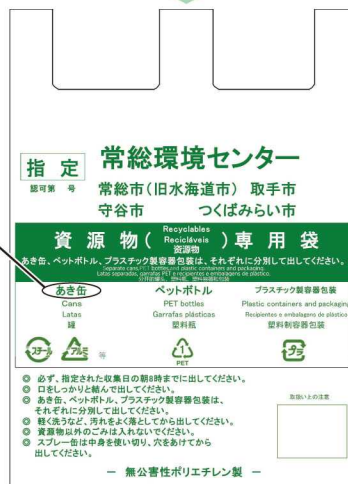 指定
認可第 号
常総環境センター
常総市(旧水海道市) 取手市
守谷市 つくばみらい市
資源物(Recyclables Recicláveis 资源物)専用袋
あき缶、ペットボトル、プラスチック製容器包装は、それぞれに分別して出してください。
Separate cans, PET bottles, and plastic containers and packaging.
Latas separados, garrafas PET e recipientes e embalagens de plástico.
あき缶 ペットボトル プラスチック製容器包装
Cans PET bottles Plastic containers and packaging
Latas Garrafas plásticas Recipientes e embalagens de plástico
罐 塑料瓶 塑料制容器包装
スチール アルミ 等 1 PET プラ
◎ 必ず、指定された収集日の朝8時までに出してください。
◎ 口をしっかりと結んで出してください。
◎ あき缶、ペットボトル、プラスチック製容器包装は、
それぞれに分別して出してください。
◎ 軽く洗うなど、汚れをよく落としてから出してください。
◎ 資源物以外のごみは入れないでください。
◎ スプレー缶は中身を使い切り、穴をあけてから
出してください。
取扱い上の注意
― 無公害性ポリエチレン製 ―